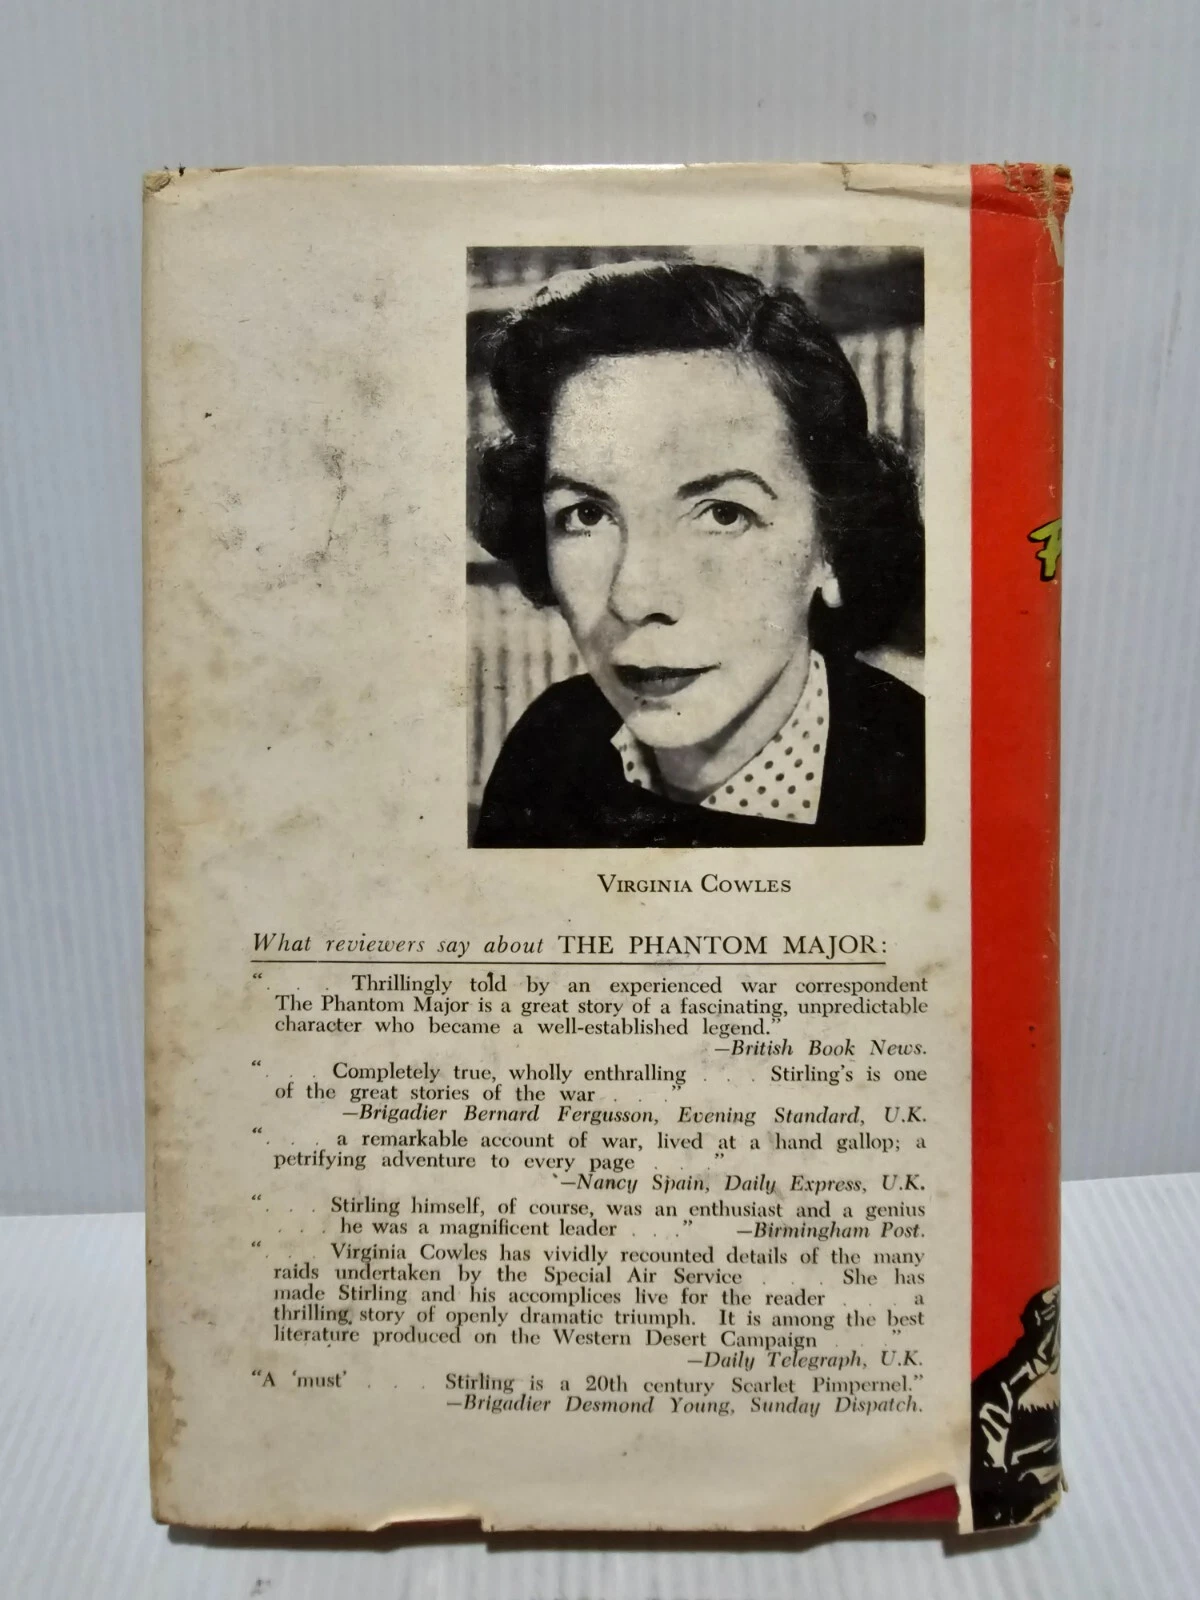 VIRGINIA COWLES
What reviewers say about THE PHANTOM MAJOR:
". . . Thrillingly told by an experienced war correspondent
The Phantom Major is a great story of a fascinating, unpredictable
character who became a well-established legend."
—British Book News.
". . . Completely true, wholly enthralling . . . Stirling's is one
of the great stories of the war . . ."
—Brigadier Bernard Fergusson, Evening Standard, U.K.
". . . a remarkable account of war, lived at a hand gallop; a
petrifying adventure to every page . . ."
—Nancy Spain, Daily Express, U.K.
". . . Stirling himself, of course, was an enthusiast and a genius
. . . he was a magnificent leader . . ." —Birmingham Post.
". . . Virginia Cowles has vividly recounted details of the many
raids undertaken by the Special Air Service . . . She has
made Stirling and his accomplices live for the reader . . . a
thrilling story of openly dramatic triumph. It is among the best
literature produced on the Western Desert Campaign . . ."
—Daily Telegraph, U.K.
"A 'must' . . . Stirling is a 20th century Scarlet Pimpernel."
—Brigadier Desmond Young, Sunday Dispatch.